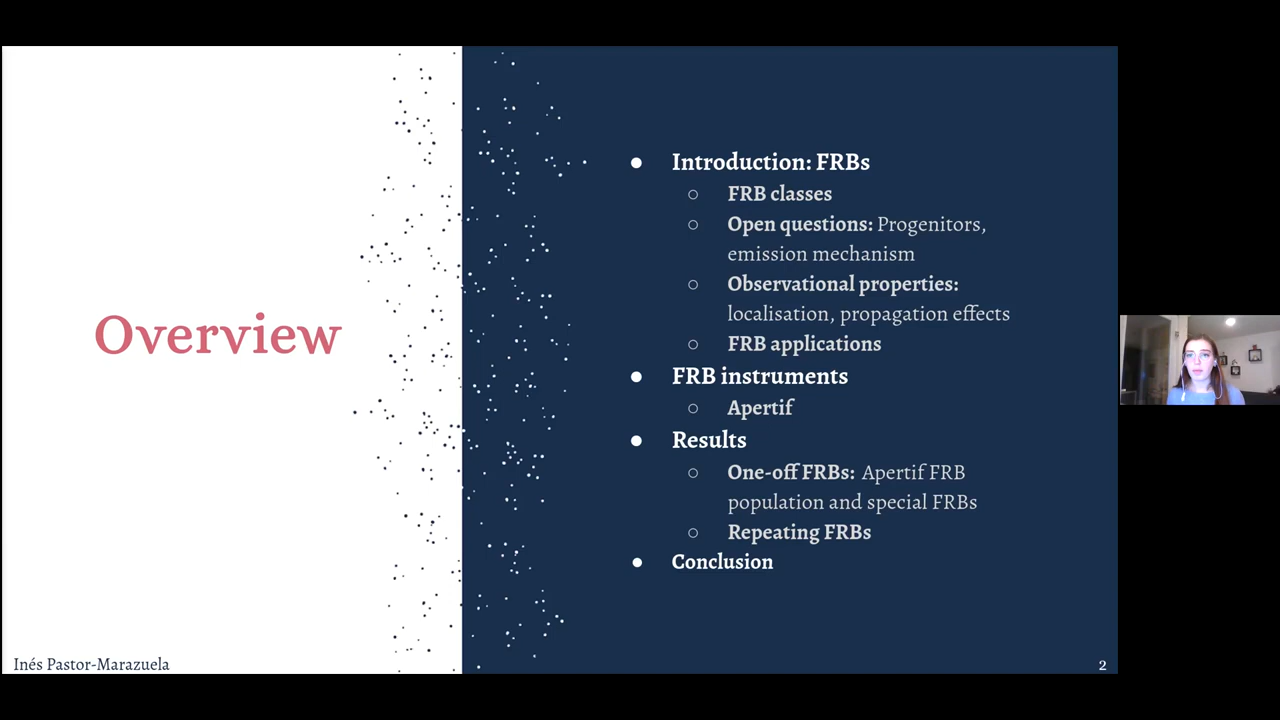 Overview
● Introduction: FRBs
○ FRB classes
○ Open questions: Progenitors,
emission mechanism
○ Observational properties:
localisation, propagation effects
○ FRB applications
● FRB instruments
○ Apertif
● Results
○ One-off FRBs: Apertif FRB
population and special FRBs
○ Repeating FRBs
● Conclusion
Inés Pastor-Marazuela
2